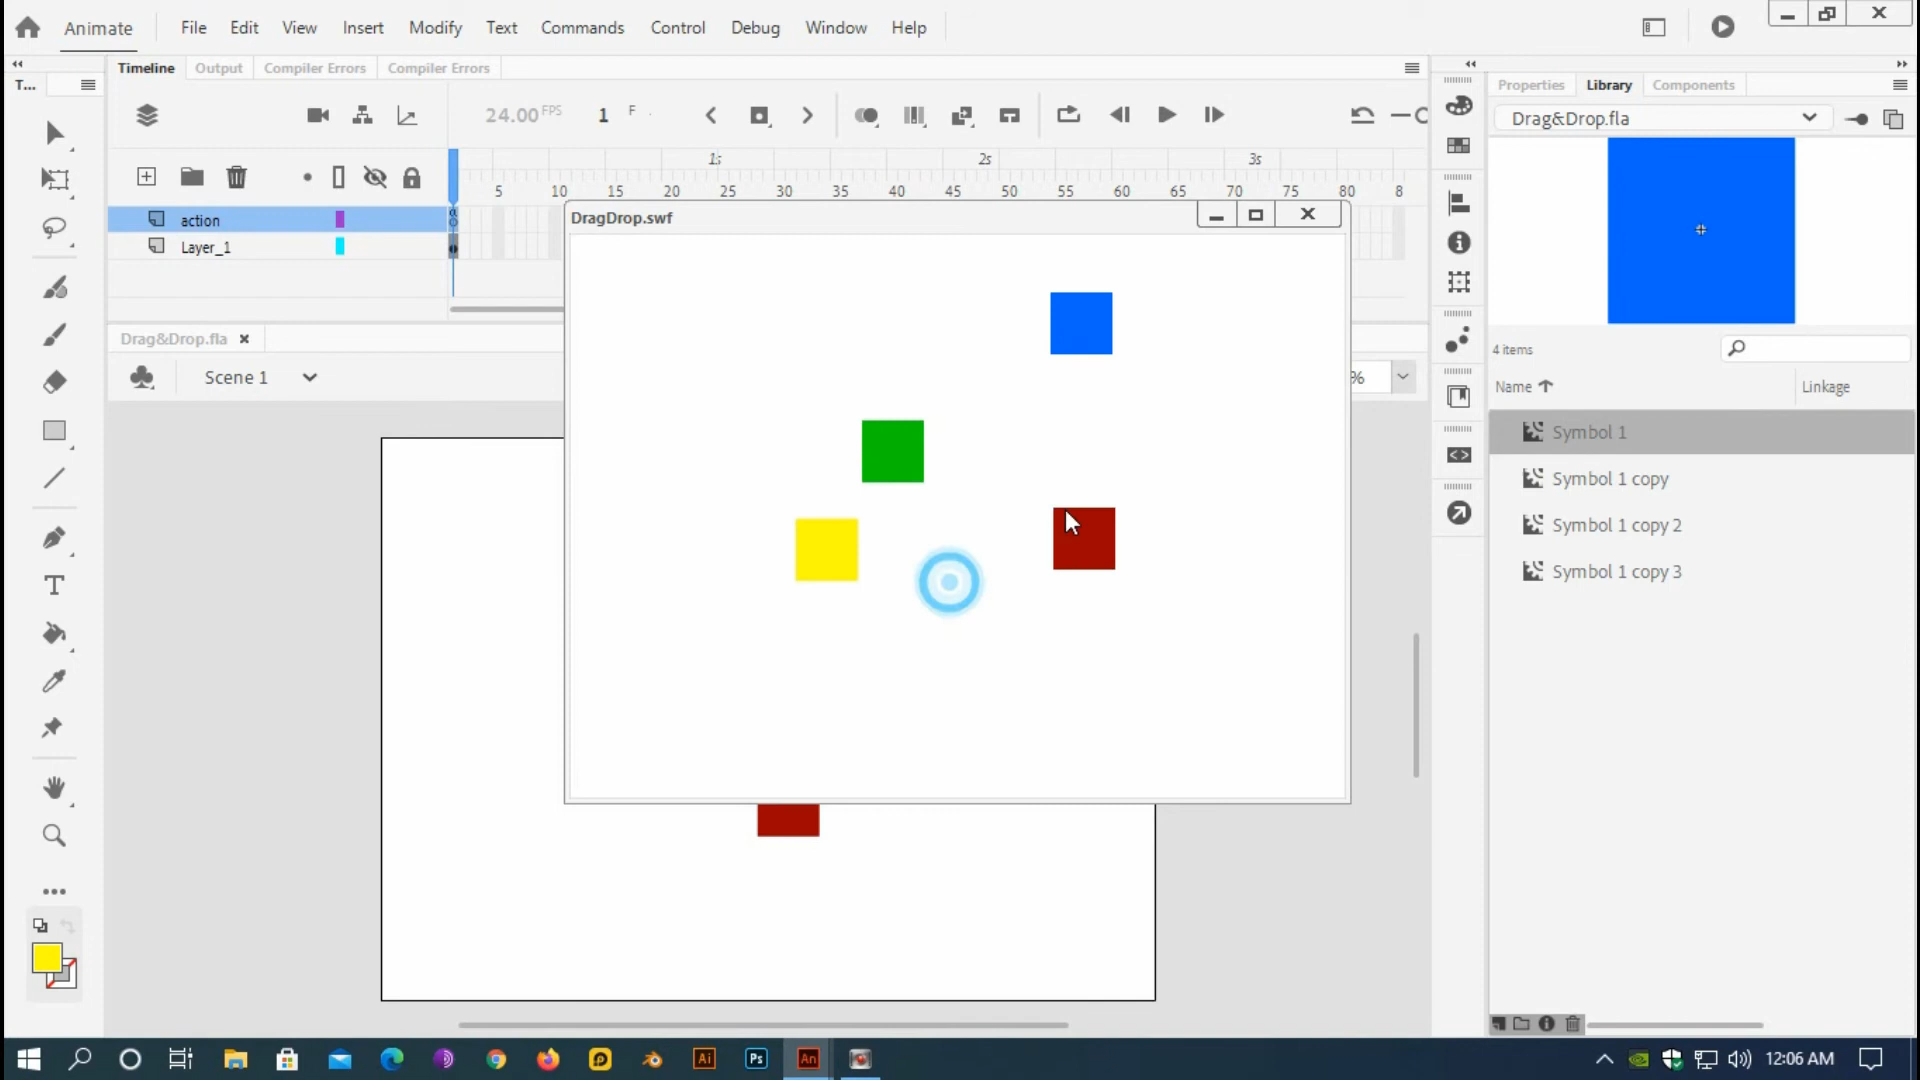 Animate File Edit View Insert Modify Text Commands Control Debug Window Help
T... Timeline Output Compiler Errors Compiler Errors
Properties Library Components
24.00 FPS 1 F
Drag&Drop.fla
1s 2s 3s
5 10 15 20 25 30 35 40 45 50 55 60 65 70 75 80 8
action
Layer_1
DragDrop.swf
Drag&Drop.fla
Scene 1
%
4 items
Name Linkage
Symbol 1
Symbol 1 copy
Symbol 1 copy 2
Symbol 1 copy 3
T
Ai Ps An 12:06 AM